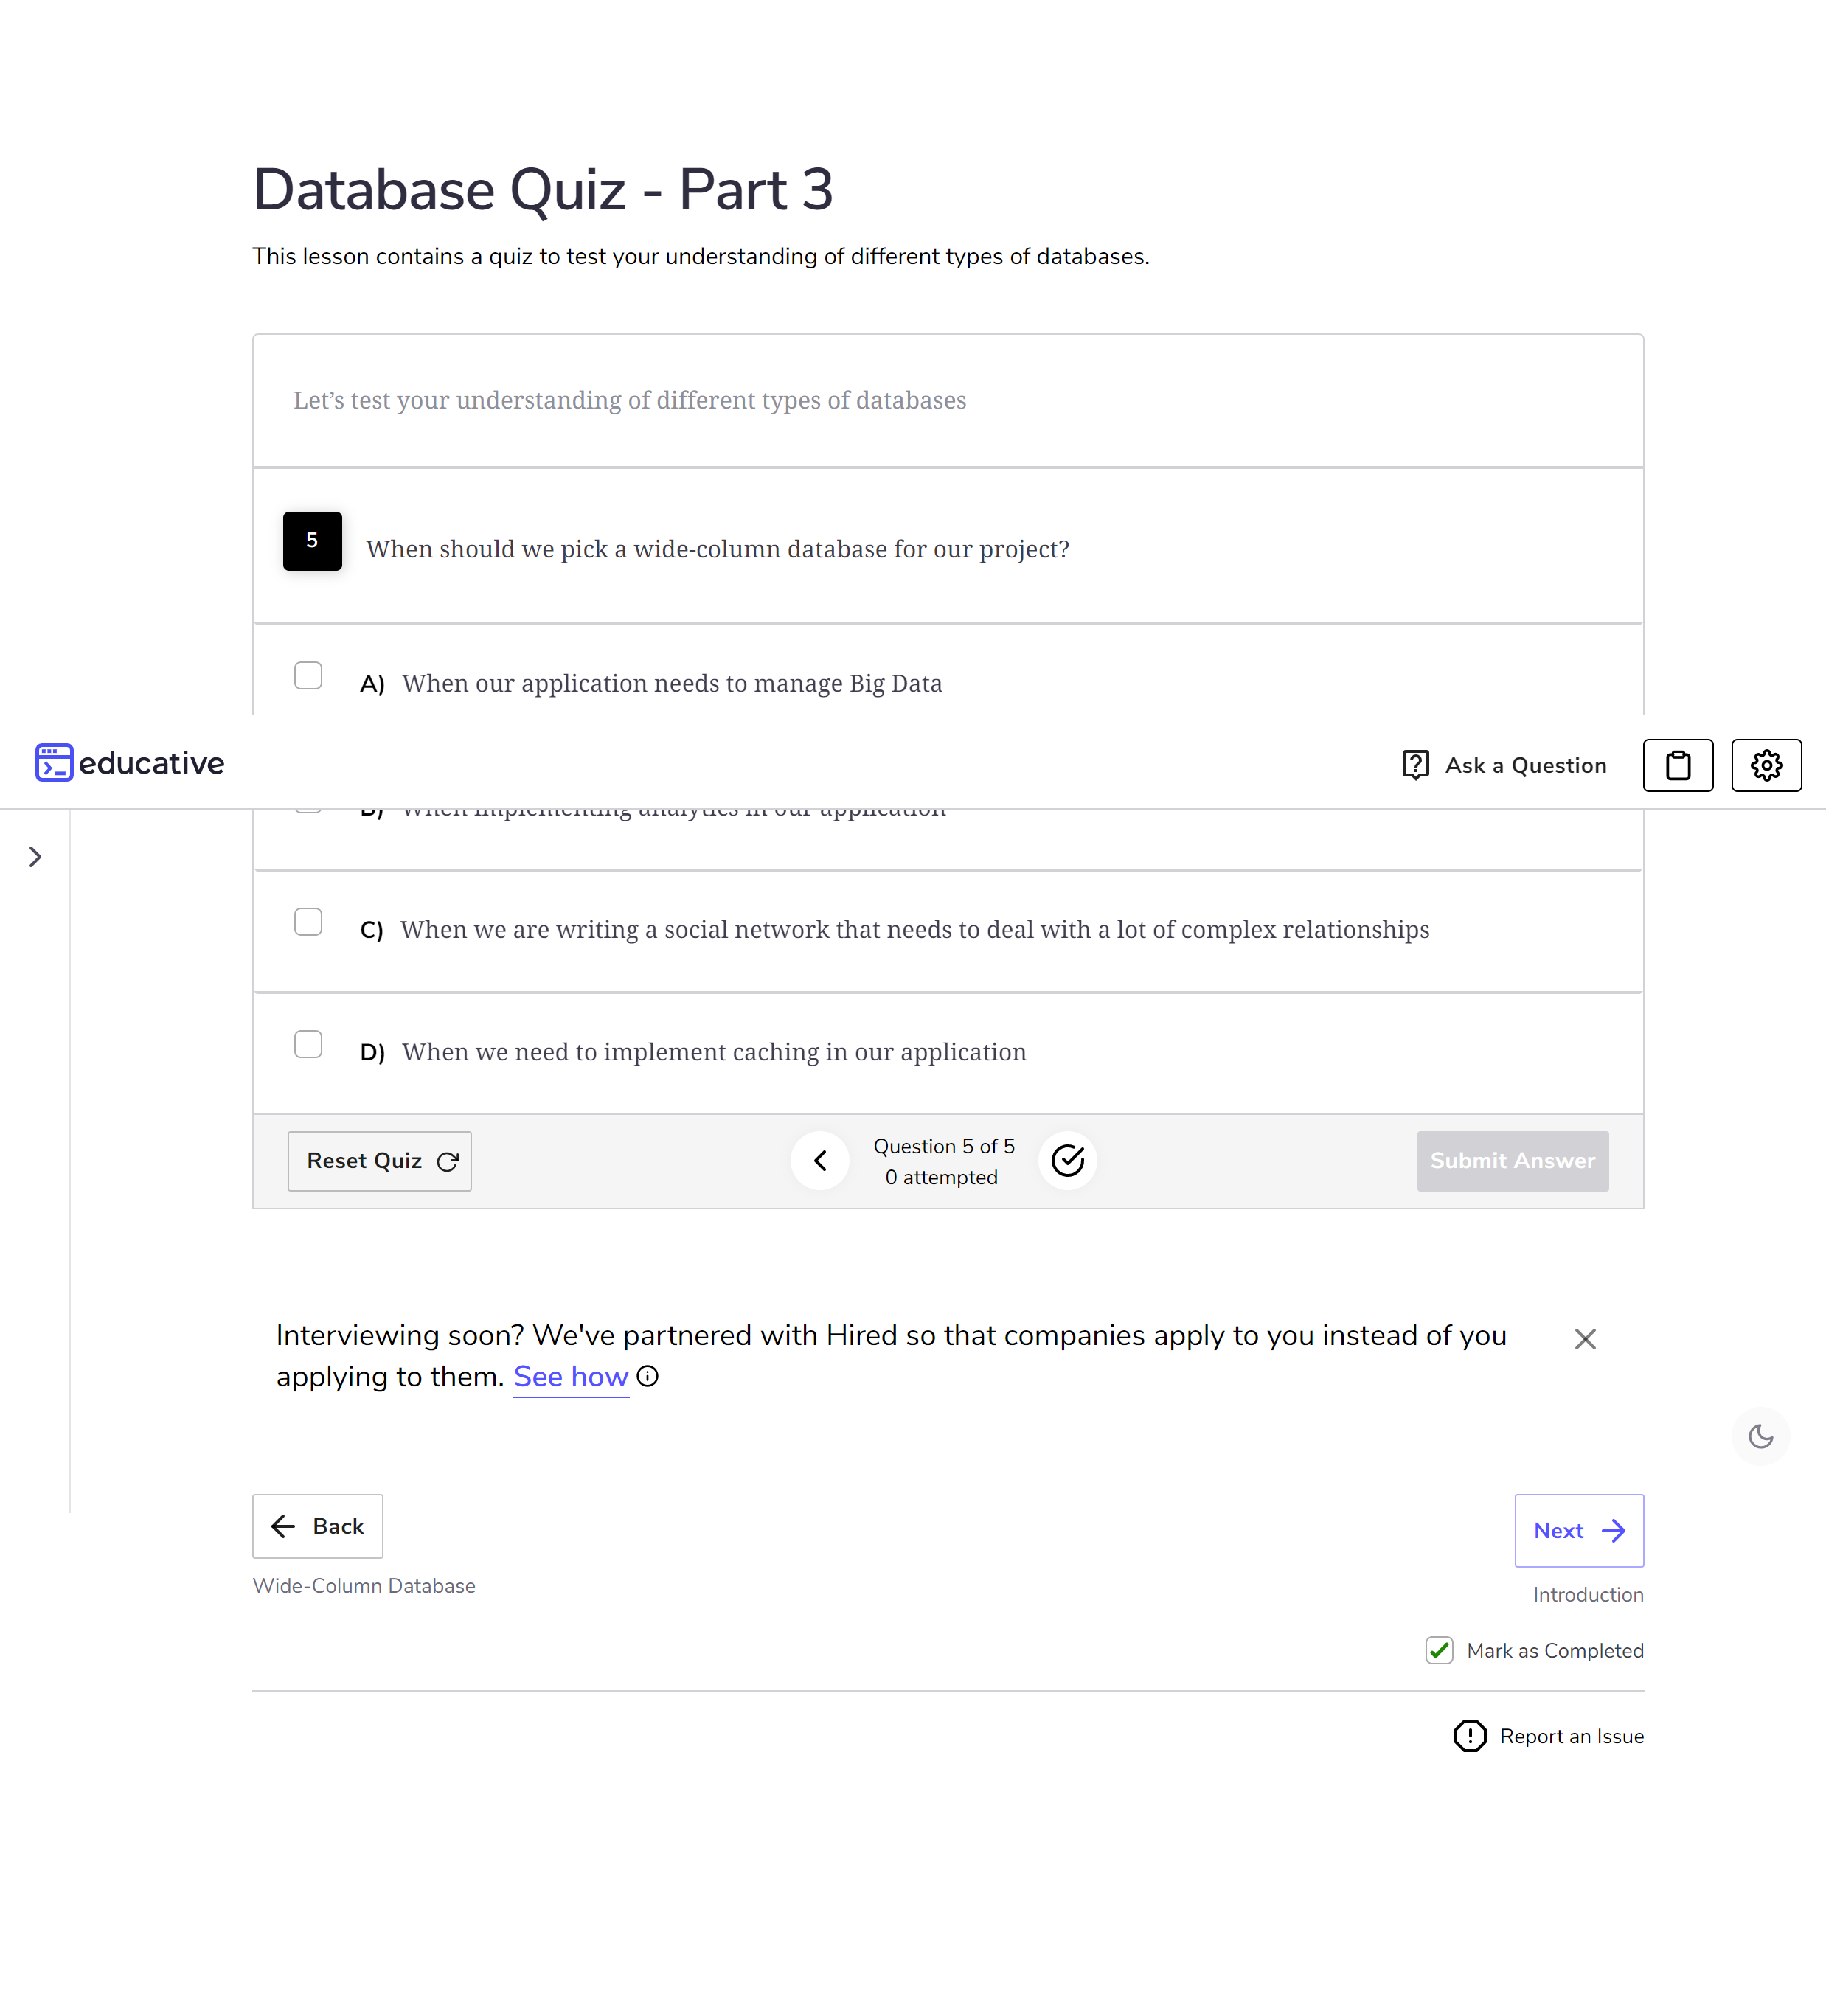 Database Quiz - Part 3
This lesson contains a quiz to test your understanding of different types of databases.
Let’s test your understanding of different types of databases
5
When should we pick a wide-column database for our project?
A) When our application needs to manage Big Data
educative
Ask a Question
B) When implementing analytics in our application
C) When we are writing a social network that needs to deal with a lot of complex relationships
D) When we need to implement caching in our application
Reset Quiz
Question 5 of 5
0 attempted
Submit Answer
Interviewing soon? We've partnered with Hired so that companies apply to you instead of you
applying to them. See how
Back
Next
Wide-Column Database
Introduction
Mark as Completed
Report an Issue